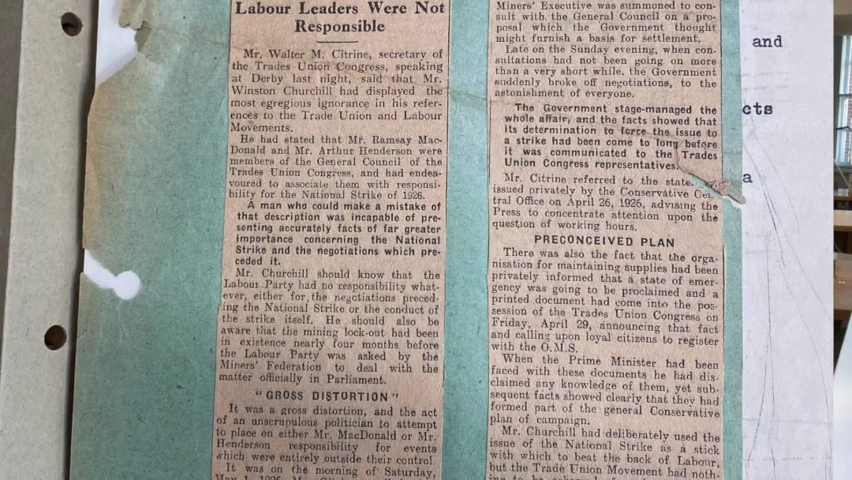 Labour Leaders Were Not
Responsible
Mr. Walter M. Citrine, secretary of
the Trades Union Congress, speaking
at Derby last night, said that Mr.
Winston Churchill had displayed the
most egregious ignorance in his refer-
ences to the Trade Union and Labour
Movements.
He had stated that Mr. Ramsay Mac-
Donald and Mr. Arthur Henderson were
members of the General Council of the
Trades Union Congress, and had endea-
voured to associate them with responsi-
bility for the National Strike of 1926.
A man who could make a mistake of
that description was incapable of pre-
senting accurately facts of far greater
importance concerning the National
Strike and the negotiations which pre-
ceded it.
Mr. Churchill should know that the
Labour Party had no responsibility what-
ever, either for the negotiations preced-
ing the National Strike or the conduct of
the strike itself. He should also be
aware that the mining lock-out had been
in existence nearly four months before
the Labour Party was asked by the
Miners' Federation to deal with the
matter officially in Parliament.
"GROSS DISTORTION"
It was a gross distortion, and the act
of an unscrupulous politician to attempt
to place on either Mr. MacDonald or Mr.
Henderson responsibility for events
which were entirely outside their control.
It was on the morning of Saturday,
Miners' Executive was summoned to con-
sult with the General Council on a pro-
posal which the Government thought
might furnish a basis for settlement.
Late on the Sunday evening, when con-
sultations had not been going on more
than a very short while, the Government
suddenly broke off negotiations, to the
astonishment of everyone.
The Government stage-managed the
whole affair, and the facts showed that
its determination to force the issue to
a strike had been come to long before
it was communicated to the Trades
Union Congress representatives.
Mr. Citrine referred to the state
issued privately by the Conservative Cen-
tral Office on April 26, 1926, advising the
Press to concentrate attention upon the
question of working hours.
PRECONCEIVED PLAN
There was also the fact that the orga-
nisation for maintaining supplies had been
privately informed that a state of emer-
gency was going to be proclaimed and a
printed document had come into the pos-
session of the Trades Union Congress on
Friday, April 29, announcing that fact
and calling upon loyal citizens to register
with the O.M.S.
When the Prime Minister had been
faced with these documents he had dis-
claimed any knowledge of them, yet sub-
sequent facts showed clearly that they had
formed part of the general Conservative
plan of campaign.
Mr. Churchill had deliberately used the
issue of the National Strike as a stick
with which to beat the back of Labour,
but the Trade Union Movement had noth-
and
cts
a